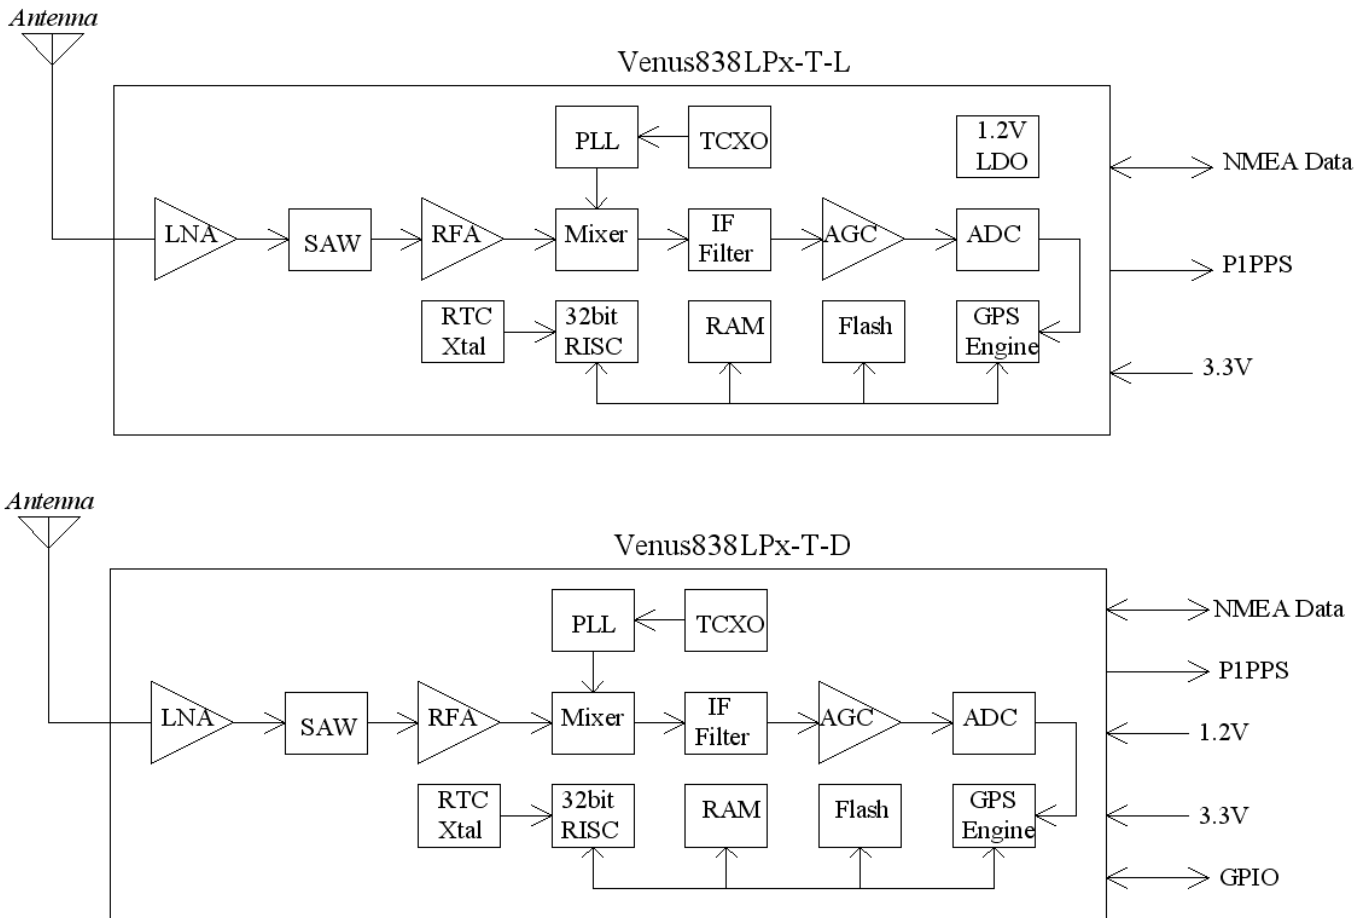 Antenna
Venus838LPx-T-L
PLL
TCXO
1.2V
LDO
NMEA Data
LNA
SAW
RFA
Mixer
IF
Filter
AGC
ADC
P1PPS
RTC
Xtal
32bit
RISC
RAM
Flash
GPS
Engine
3.3V
Antenna
Venus838LPx-T-D
PLL
TCXO
NMEA Data
P1PPS
LNA
SAW
RFA
Mixer
IF
Filter
AGC
ADC
1.2V
RTC
Xtal
32bit
RISC
RAM
Flash
GPS
Engine
3.3V
GPIO